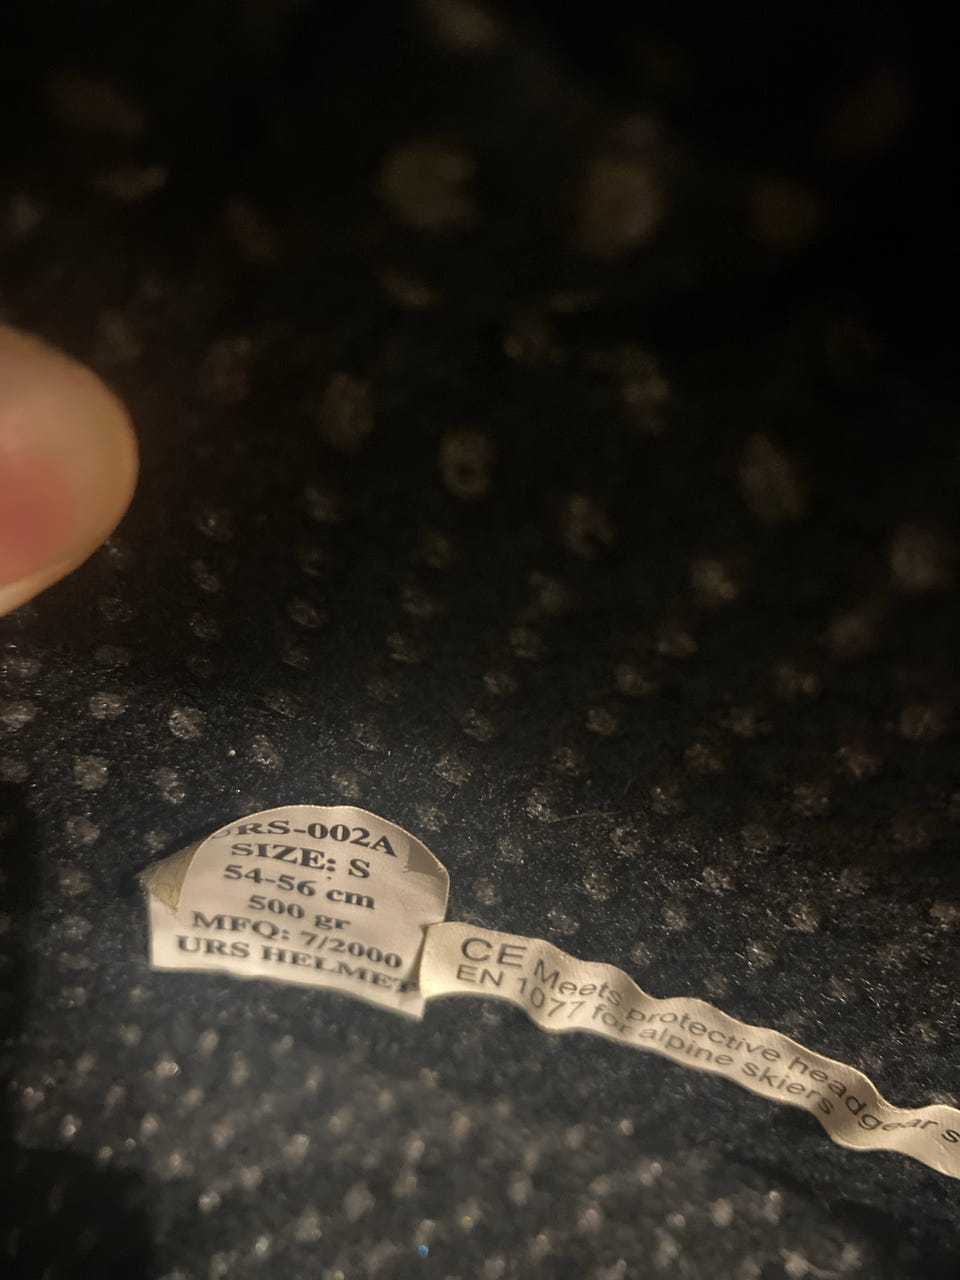 RS-002A
SIZE: S
54-56 cm
500 gr
MFQ: 7/2000
URS HELMET
CE Meets protective headgear s
EN 1077 for alpine skiers